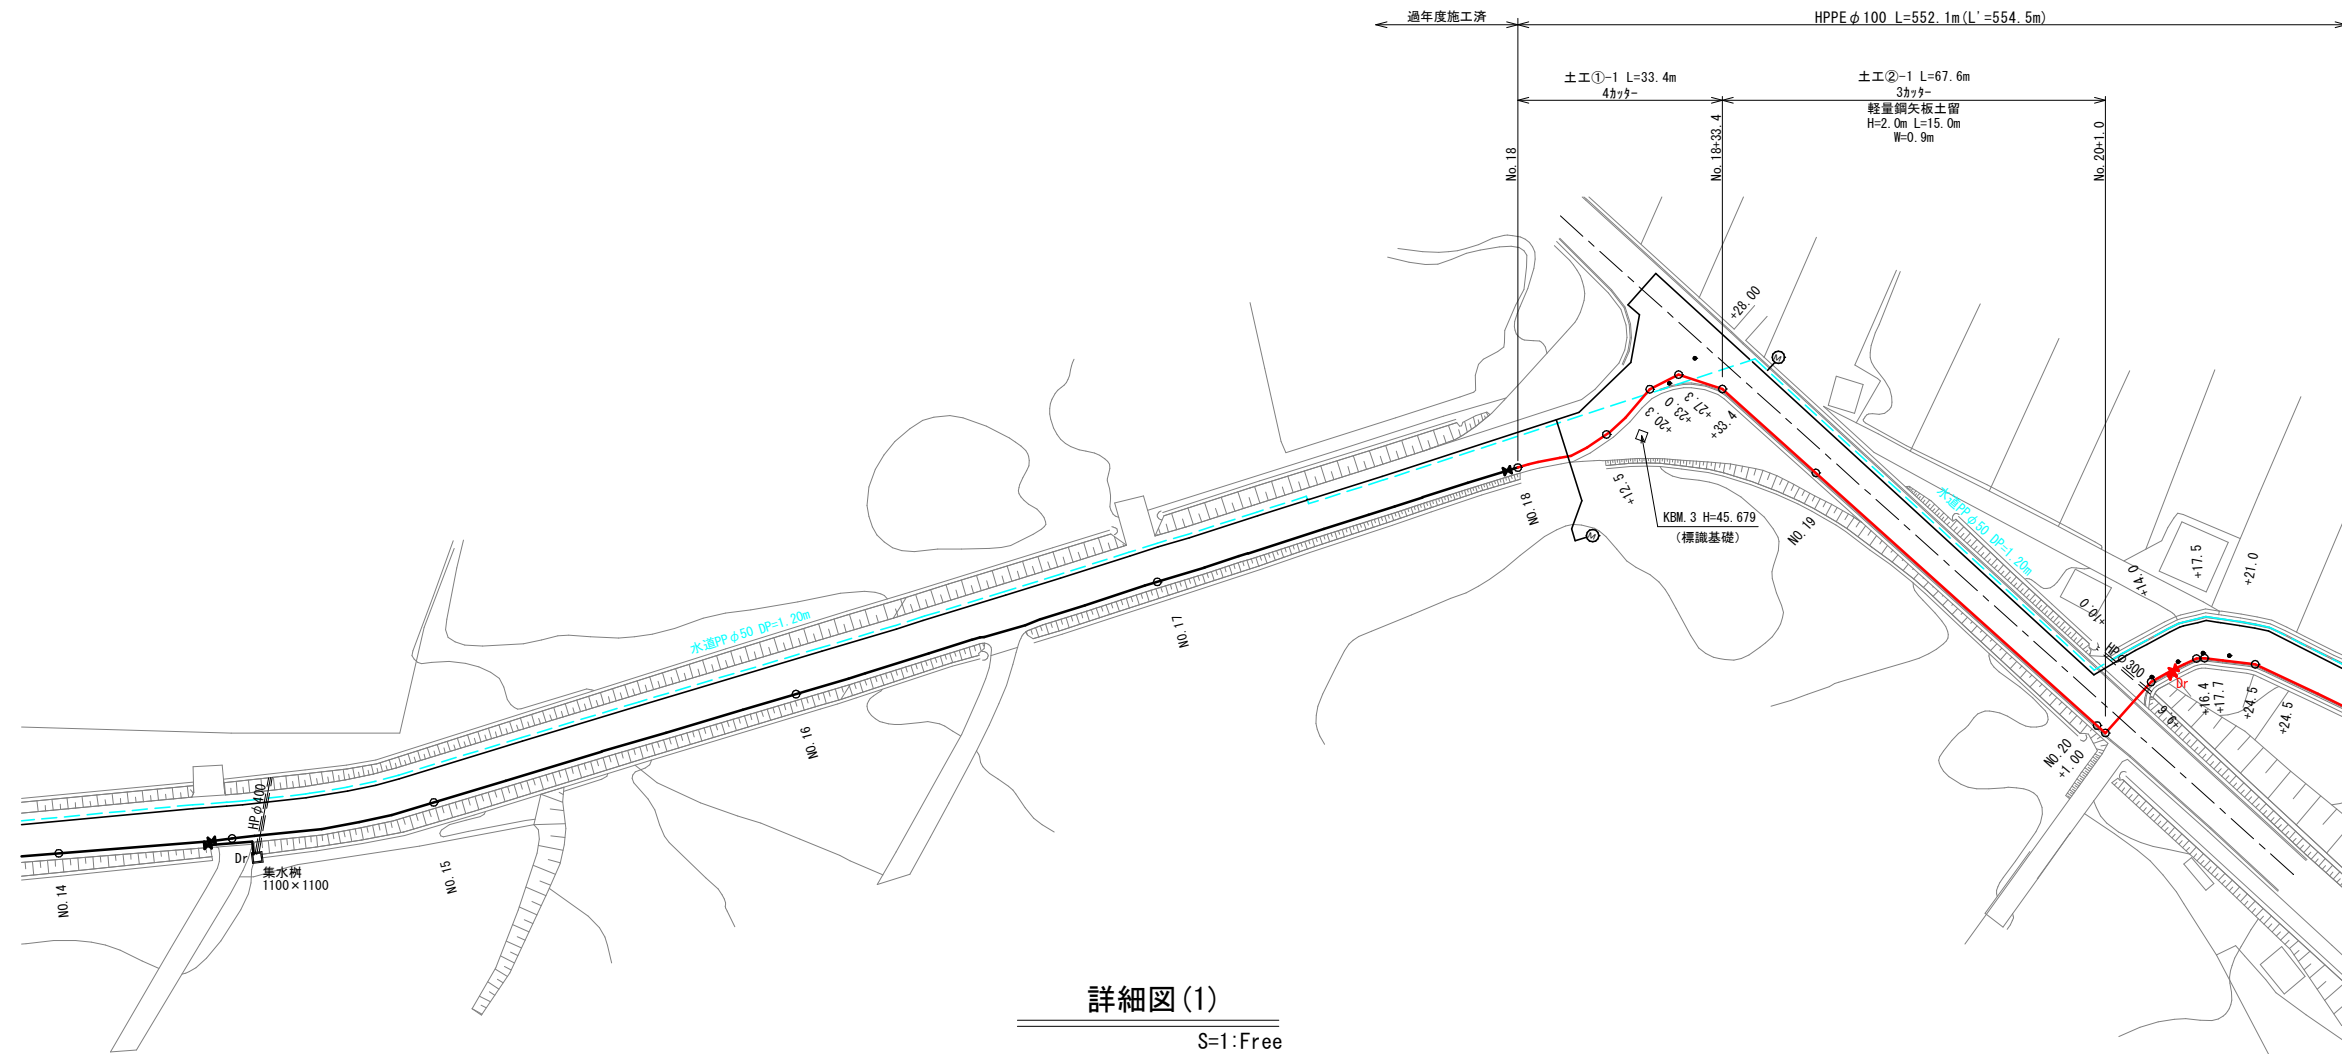 過年度施工済
HPPEφ100 L=552.1m(L'=554.5m)
土工①-1 L=33.4m
4ｶｯﾀｰ
土工②-1 L=67.6m
3ｶｯﾀｰ
軽量鋼矢板土留
H=2.0m L=15.0m
W=0.9m
No.18
No.18+33.4
No.20+1.0
+28.00
M
+20.3
+23.0
+27.3
+33.4
+12.5
KBM.3 H=45.679
(標識基礎)
NO.18
M
NO.19
水道PPφ50 DP=1.20m
+14.0
+17.5
+21.0
+10.0
HPφ300
Dr
+9.6
+16.4
+17.7
+24.5
+24.5
NO.20
+1.00
水道PPφ50 DP=1.20m
NO.17
NO.16
NO.15
NO.14
HPφ400
Dr
集水桝
1100×1100
詳細図(1)
S=1:Free